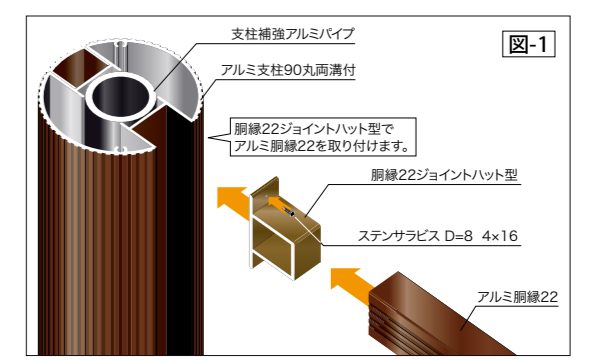 支柱補強アルミパイプ
図-1
アルミ支柱90丸両溝付
胴縁22ジョイントハット型で
アルミ胴縁22を取り付けます。
胴縁22ジョイントハット型
ステンサラビス D=8 4×16
アルミ胴縁22